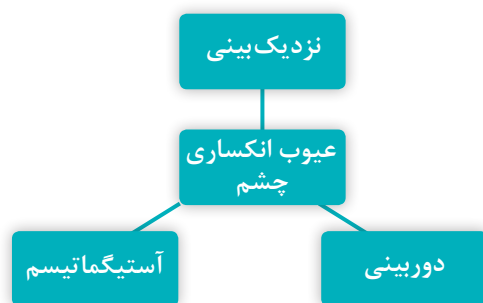 نزدیک‌بینی
عیوب انکساری
چشم
دوربینی
آستیگماتیسم